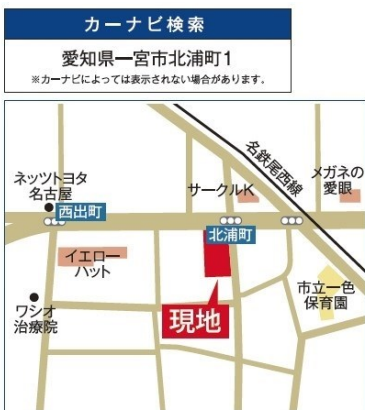 カーナビ検索
愛知県一宮市北浦町1
※カーナビによっては表示されない場合があります。
名鉄尾西線
メガネの
愛眼
サークルK
ネッツトヨタ
名古屋
西出町
北浦町
イエロー
ハット
市立一色
保育園
ワシオ
治療院
現地